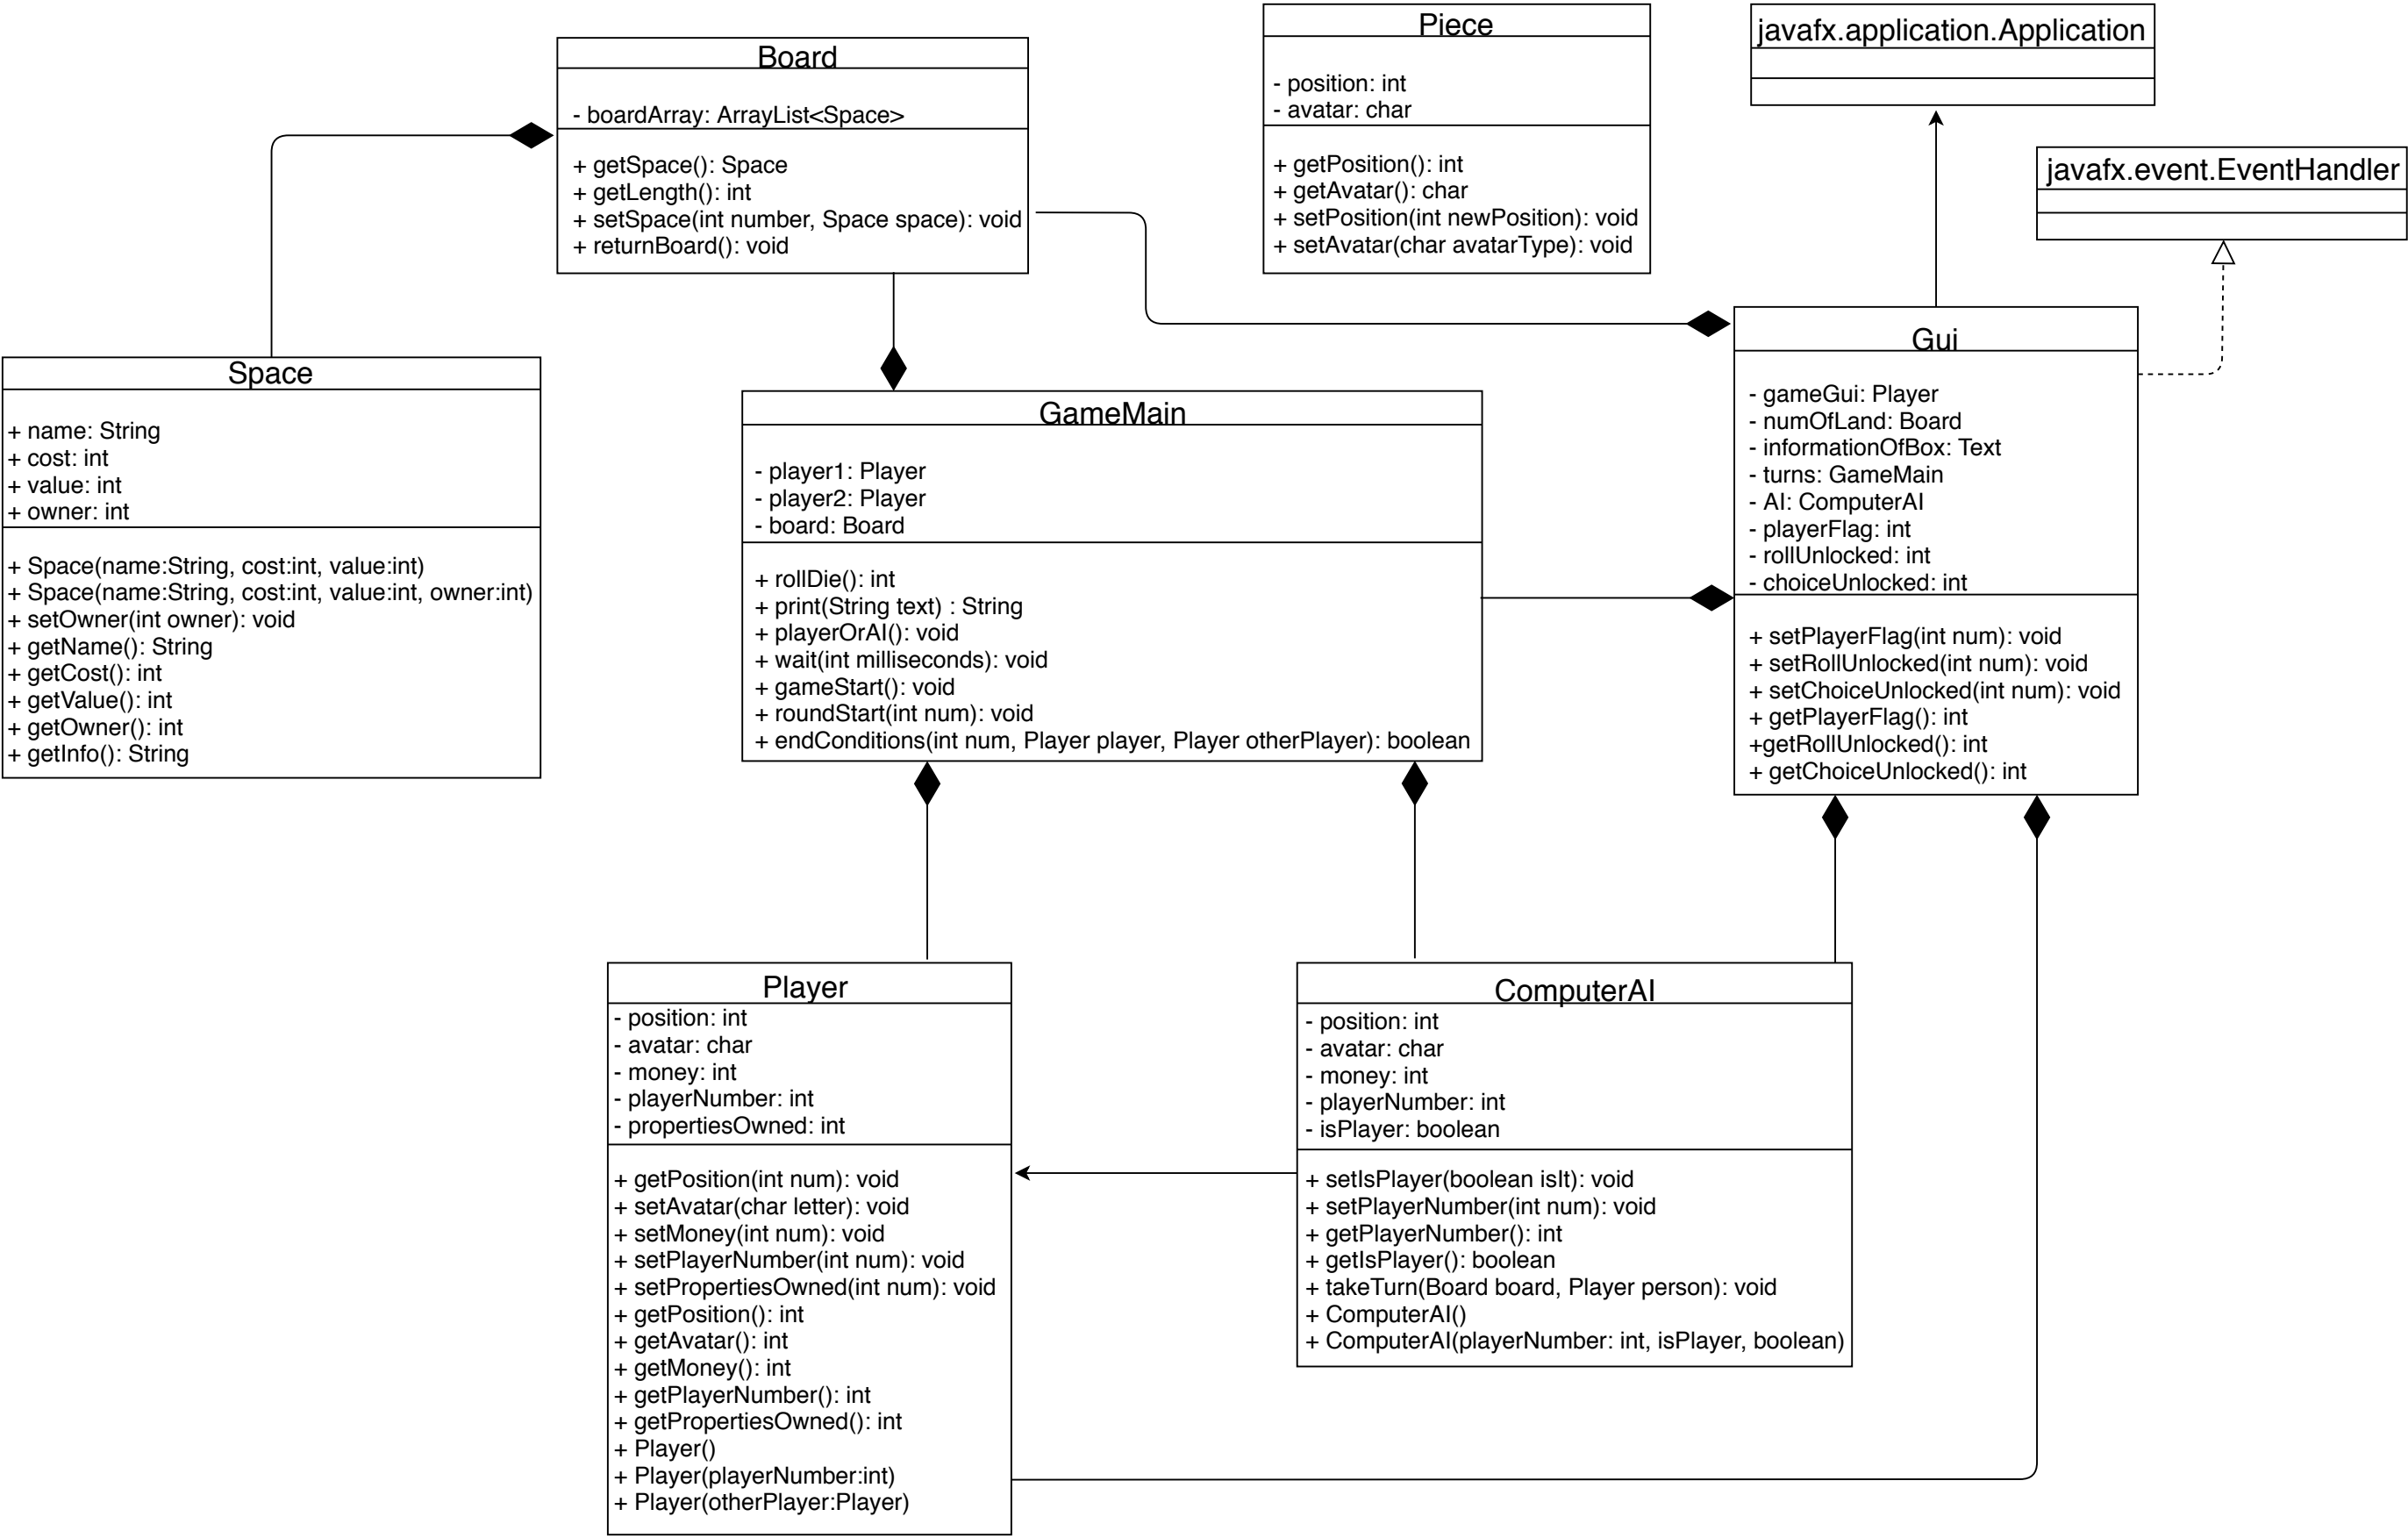 Board
- boardArray: ArrayList<Space>
+ getSpace(): Space
+ getLength(): int
+ setSpace(int number, Space space): void
+ returnBoard(): void
Piece
- position: int
- avatar: char
+ getPosition(): int
+ getAvatar(): char
+ setPosition(int newPosition): void
+ setAvatar(char avatarType): void
javafx.application.Application
javafx.event.EventHandler
Space
+ name: String
+ cost: int
+ value: int
+ owner: int
+ Space(name:String, cost:int, value:int)
+ Space(name:String, cost:int, value:int, owner:int)
+ setOwner(int owner): void
+ getName(): String
+ getCost(): int
+ getValue(): int
+ getOwner(): int
+ getInfo(): String
GameMain
- player1: Player
- player2: Player
- board: Board
+ rollDie(): int
+ print(String text) : String
+ playerOrAI(): void
+ wait(int milliseconds): void
+ gameStart(): void
+ roundStart(int num): void
+ endConditions(int num, Player player, Player otherPlayer): boolean
Gui
- gameGui: Player
- numOfLand: Board
- informationOfBox: Text
- turns: GameMain
- AI: ComputerAI
- playerFlag: int
- rollUnlocked: int
- choiceUnlocked: int
+ setPlayerFlag(int num): void
+ setRollUnlocked(int num): void
+ setChoiceUnlocked(int num): void
+ getPlayerFlag(): int
+getRollUnlocked(): int
+ getChoiceUnlocked(): int
Player
- position: int
- avatar: char
- money: int
- playerNumber: int
- propertiesOwned: int
+ getPosition(int num): void
+ setAvatar(char letter): void
+ setMoney(int num): void
+ setPlayerNumber(int num): void
+ setPropertiesOwned(int num): void
+ getPosition(): int
+ getAvatar(): int
+ getMoney(): int
+ getPlayerNumber(): int
+ getPropertiesOwned(): int
+ Player()
+ Player(playerNumber:int)
+ Player(otherPlayer:Player)
ComputerAI
- position: int
- avatar: char
- money: int
- playerNumber: int
- isPlayer: boolean
+ setIsPlayer(boolean isIt): void
+ setPlayerNumber(int num): void
+ getPlayerNumber(): int
+ getIsPlayer(): boolean
+ takeTurn(Board board, Player person): void
+ ComputerAI()
+ ComputerAI(playerNumber: int, isPlayer, boolean)